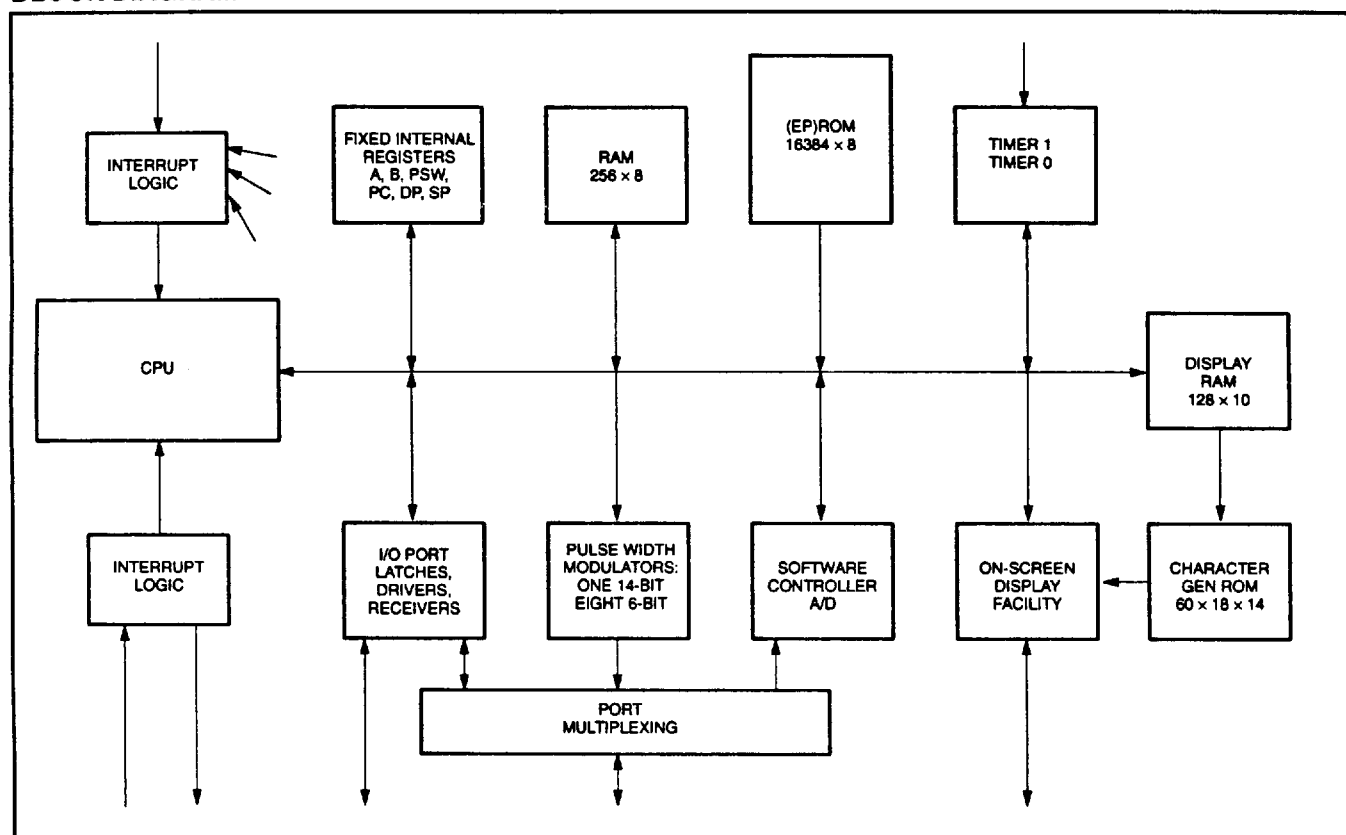 INTERRUPT
LOGIC
FIXED INTERNAL
REGISTERS
A, B, PSW,
PC, DP, SP
RAM
256 × 8
(EP)ROM
16384 × 8
TIMER 1
TIMER 0
CPU
DISPLAY
RAM
128 × 10
INTERRUPT
LOGIC
I/O PORT
LATCHES,
DRIVERS,
RECEIVERS
PULSE WIDTH
MODULATORS:
ONE 14-BIT
EIGHT 6-BIT
SOFTWARE
CONTROLLER
A/D
ON-SCREEN
DISPLAY
FACILITY
CHARACTER
GEN ROM
60 × 18 × 14
PORT
MULTIPLEXING